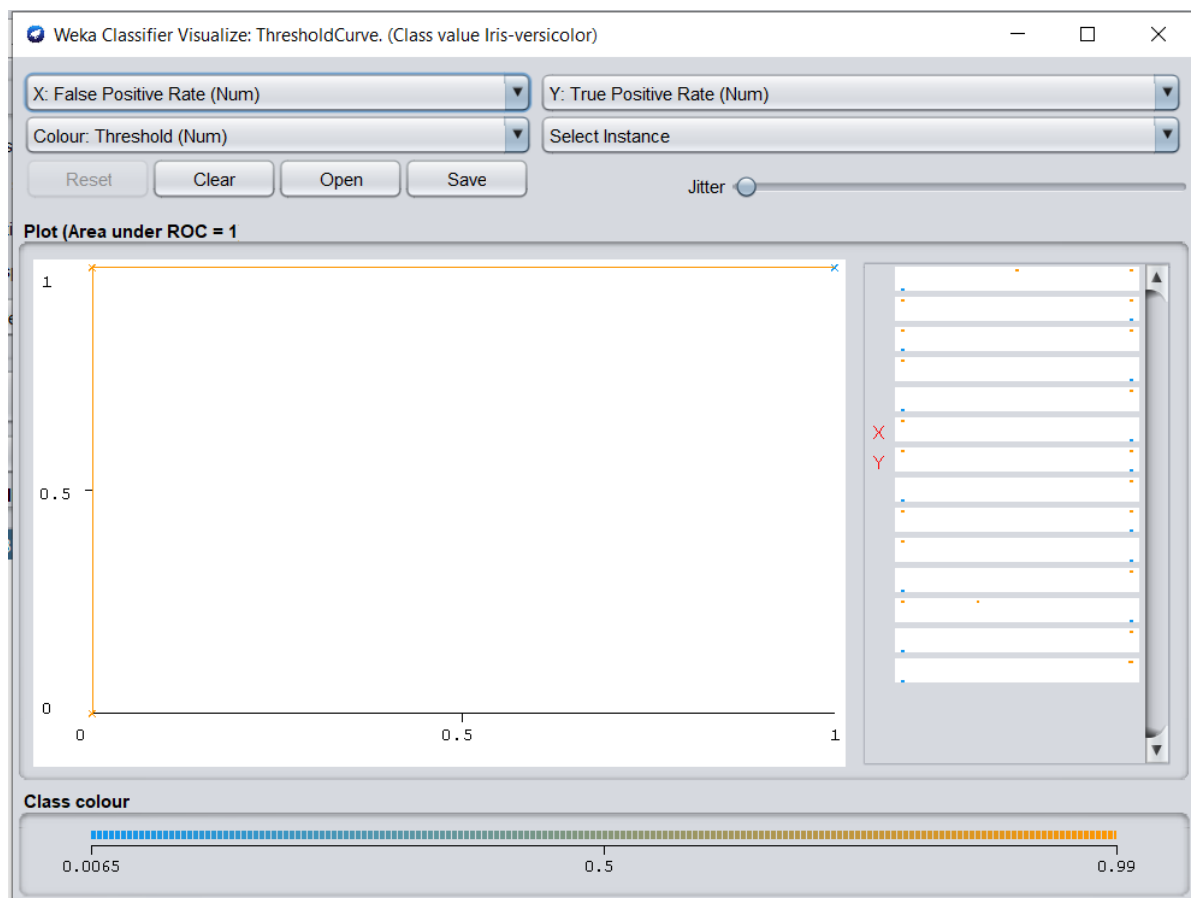 Weka Classifier Visualize: ThresholdCurve. (Class value Iris-versicolor)
X: False Positive Rate (Num)
Y: True Positive Rate (Num)
Colour: Threshold (Num)
Select Instance
Reset
Clear
Open
Save
Jitter
Plot (Area under ROC = 1
1
0.5
0
0
0.5
1
X
Y
Class colour
0.0065
0.5
0.99